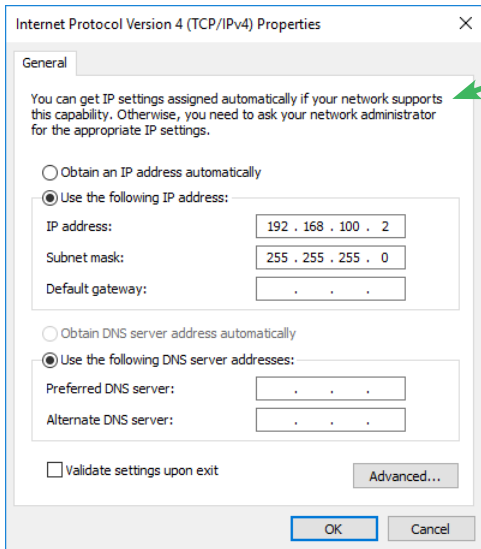 Internet Protocol Version 4 (TCP/IPv4) Properties
General
You can get IP settings assigned automatically if your network supports
this capability. Otherwise, you need to ask your network administrator
for the appropriate IP settings.
Obtain an IP address automatically
Use the following IP address:
IP address: 192 . 168 . 100 . 2
Subnet mask: 255 . 255 . 255 . 0
Default gateway: . . .
Obtain DNS server address automatically
Use the following DNS server addresses:
Preferred DNS server: . . .
Alternate DNS server: . . .
Validate settings upon exit
Advanced...
OK Cancel